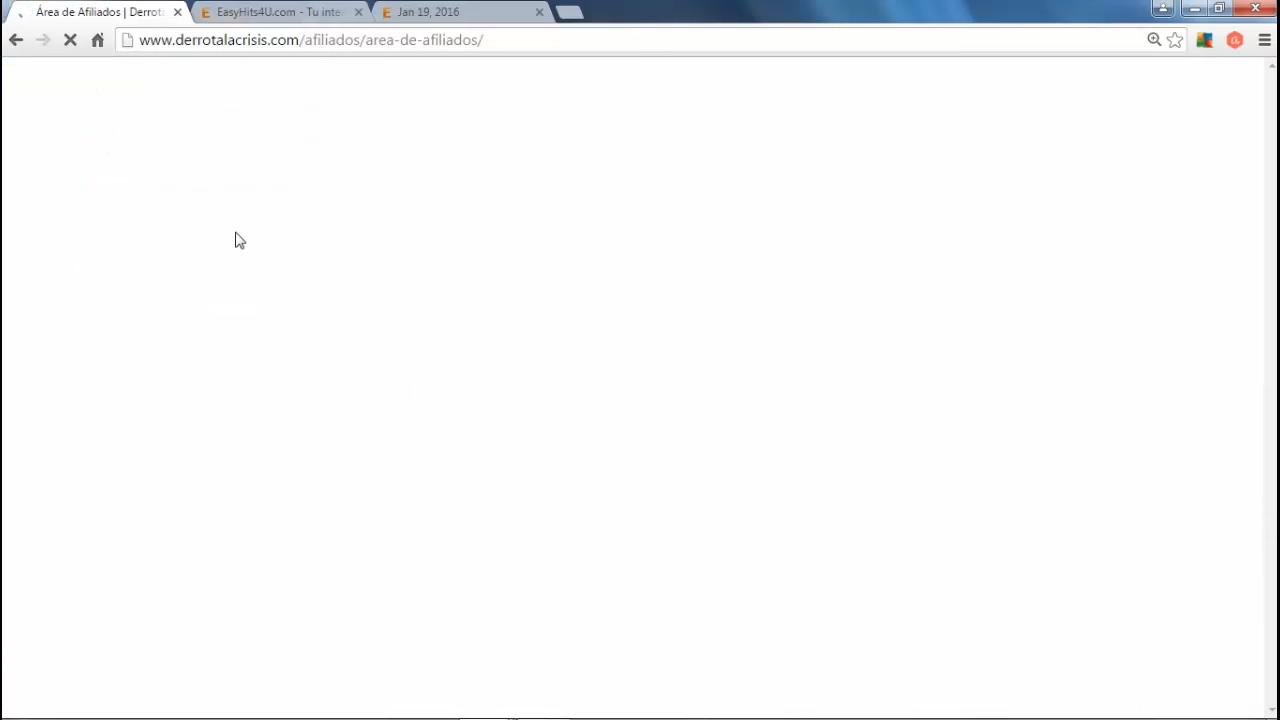 Área de Afiliados | Derrot
EasyHits4U.com - Tu inte
Jan 19, 2016
www.derrotalacrisis.com/afiliados/area-de-afiliados/